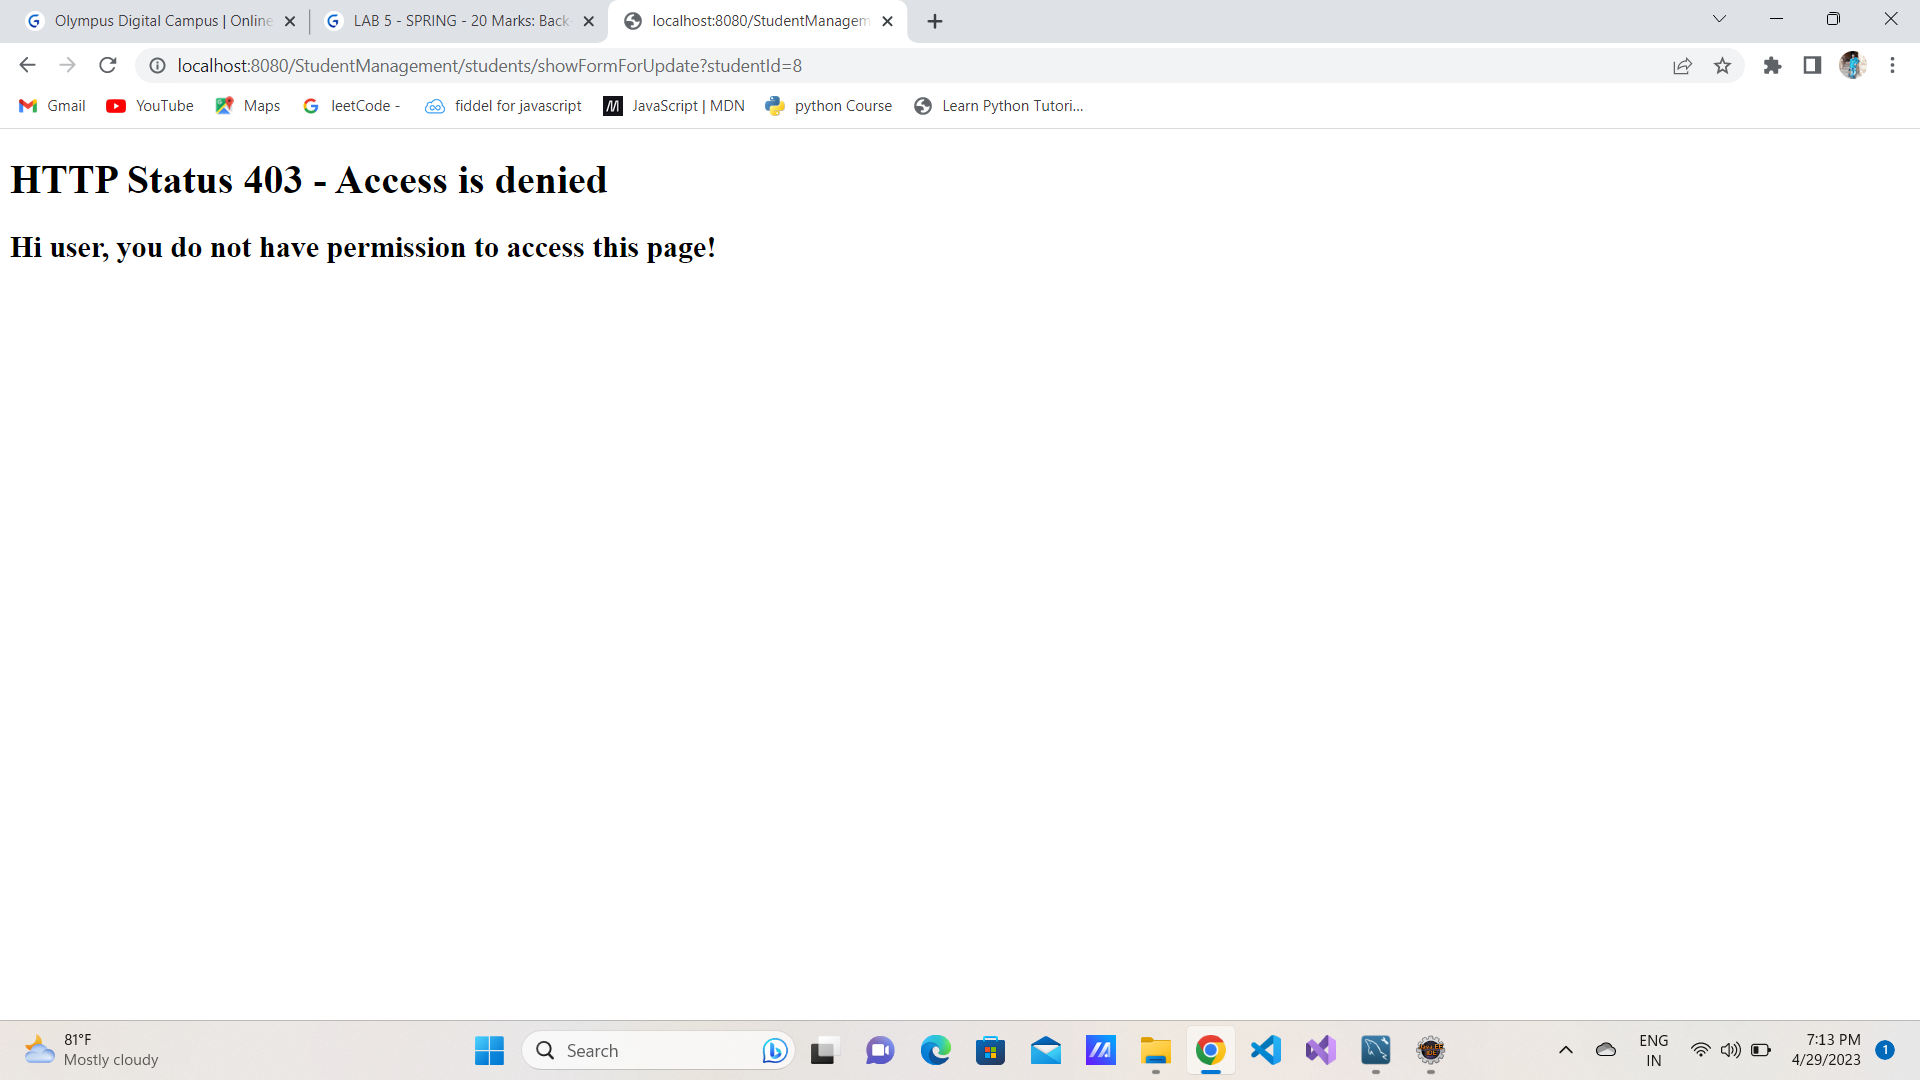 Olympus Digital Campus | Online
LAB 5 - SPRING - 20 Marks: Back
localhost:8080/StudentManagem
localhost:8080/StudentManagement/students/showFormForUpdate?studentId=8
Gmail
YouTube
Maps
leetCode -
fiddel for javascript
JavaScript | MDN
python Course
Learn Python Tutori...
HTTP Status 403 - Access is denied
Hi user, you do not have permission to access this page!
81°F
Mostly cloudy
Search
ENG
IN
7:13 PM
4/29/2023
1